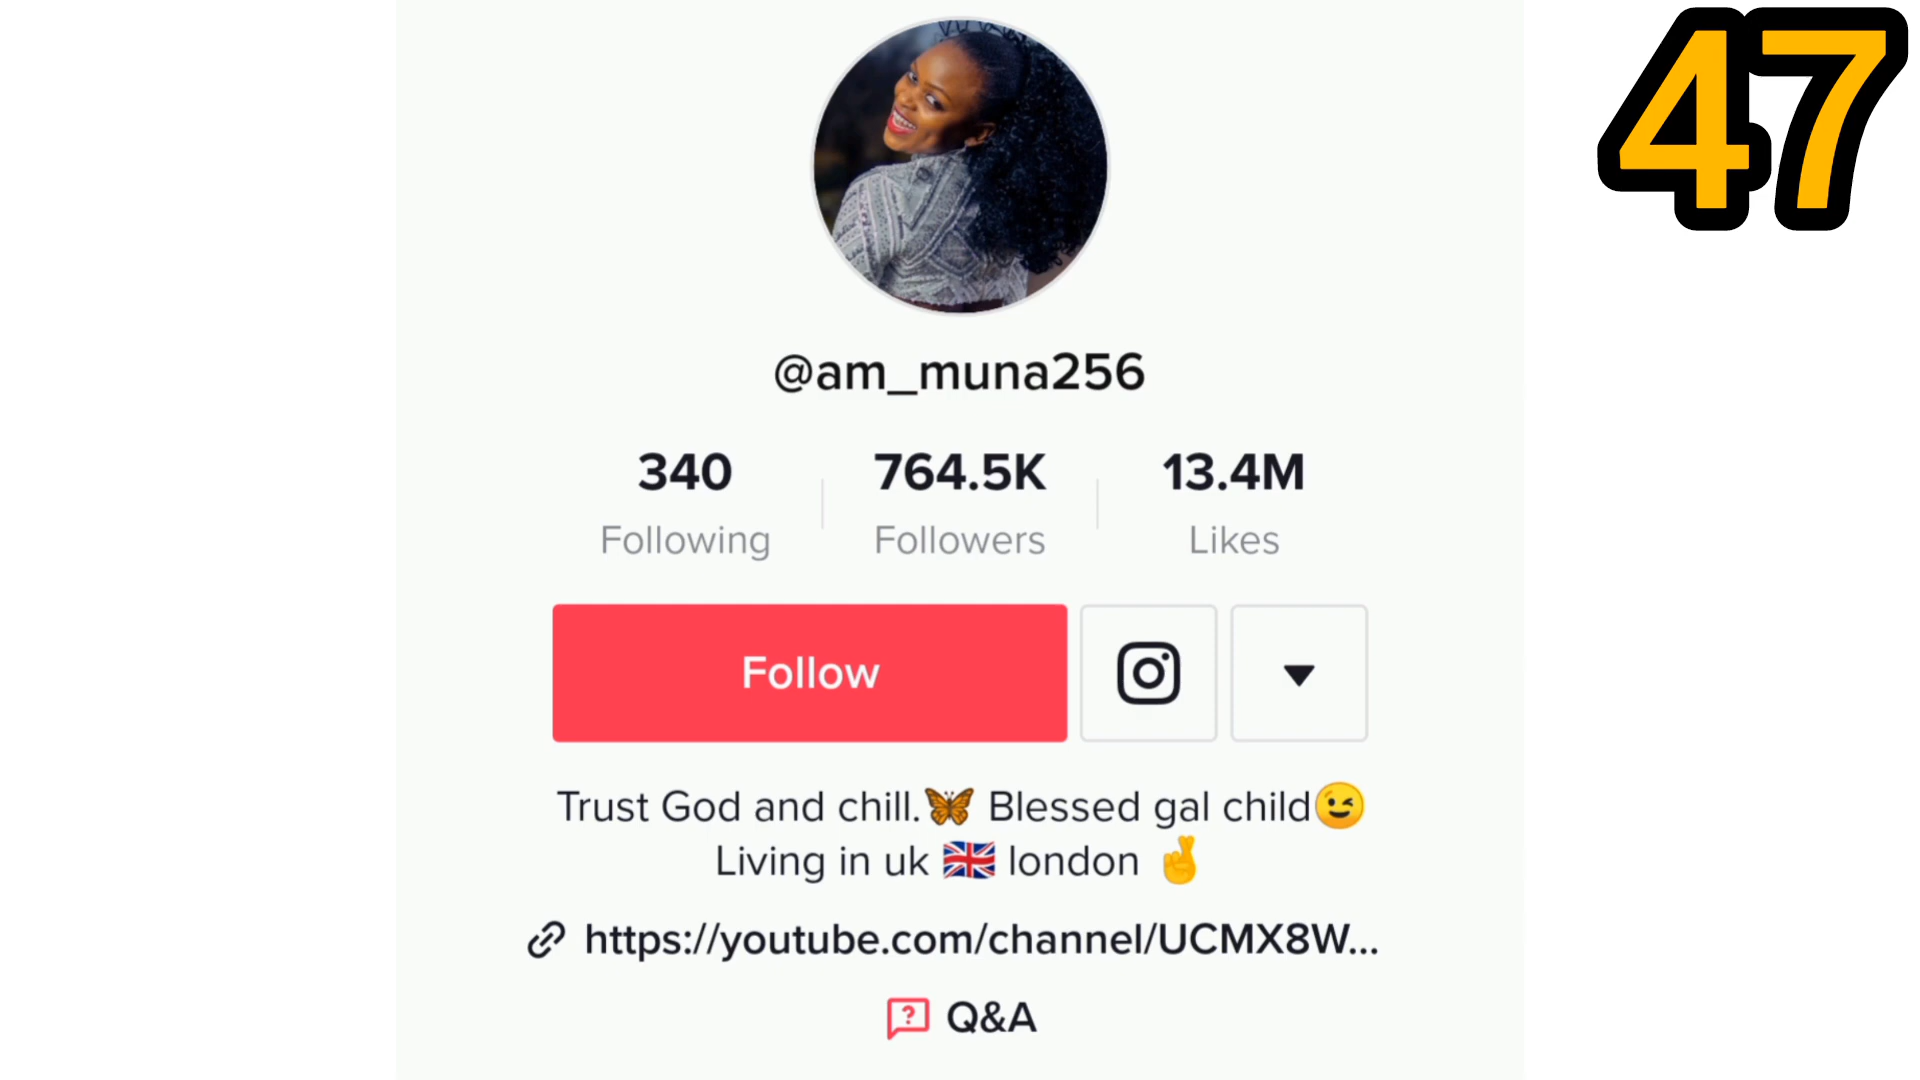 47
@am_muna256
340 764.5K 13.4M
Following Followers Likes
Follow
Trust God and chill.🦋 Blessed gal child😉
Living in uk 🇬🇧 london 🤞
https://youtube.com/channel/UCMX8W...
Q&A